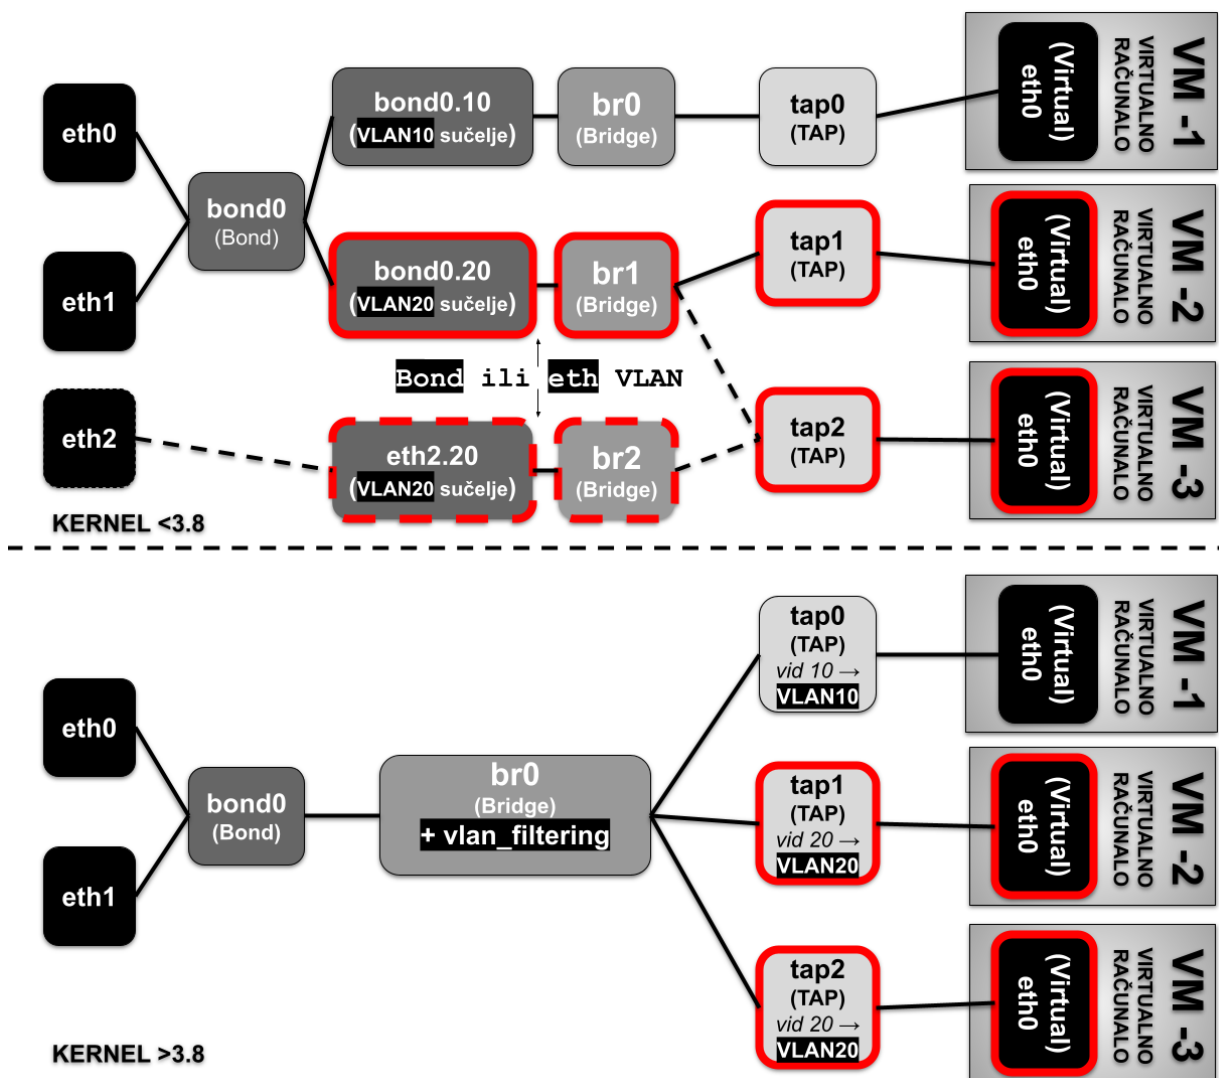 eth0
eth1
eth2
bond0
(Bond)
bond0.10
(VLAN10 sučelje)
br0
(Bridge)
tap0
(TAP)
(Virtual)
eth0
VIRTUALNO
RAČUNALO
VM -1
bond0.20
(VLAN20 sučelje)
br1
(Bridge)
tap1
(TAP)
(Virtual)
eth0
VIRTUALNO
RAČUNALO
VM -2
Bond ili eth VLAN
eth2.20
(VLAN20 sučelje)
br2
(Bridge)
tap2
(TAP)
(Virtual)
eth0
VIRTUALNO
RAČUNALO
VM -3
KERNEL <3.8
eth0
eth1
bond0
(Bond)
br0
(Bridge)
+ vlan_filtering
tap0
(TAP)
vid 10 →
VLAN10
(Virtual)
eth0
VIRTUALNO
RAČUNALO
VM -1
tap1
(TAP)
vid 20 →
VLAN20
(Virtual)
eth0
VIRTUALNO
RAČUNALO
VM -2
tap2
(TAP)
vid 20 →
VLAN20
(Virtual)
eth0
VIRTUALNO
RAČUNALO
VM -3
KERNEL >3.8